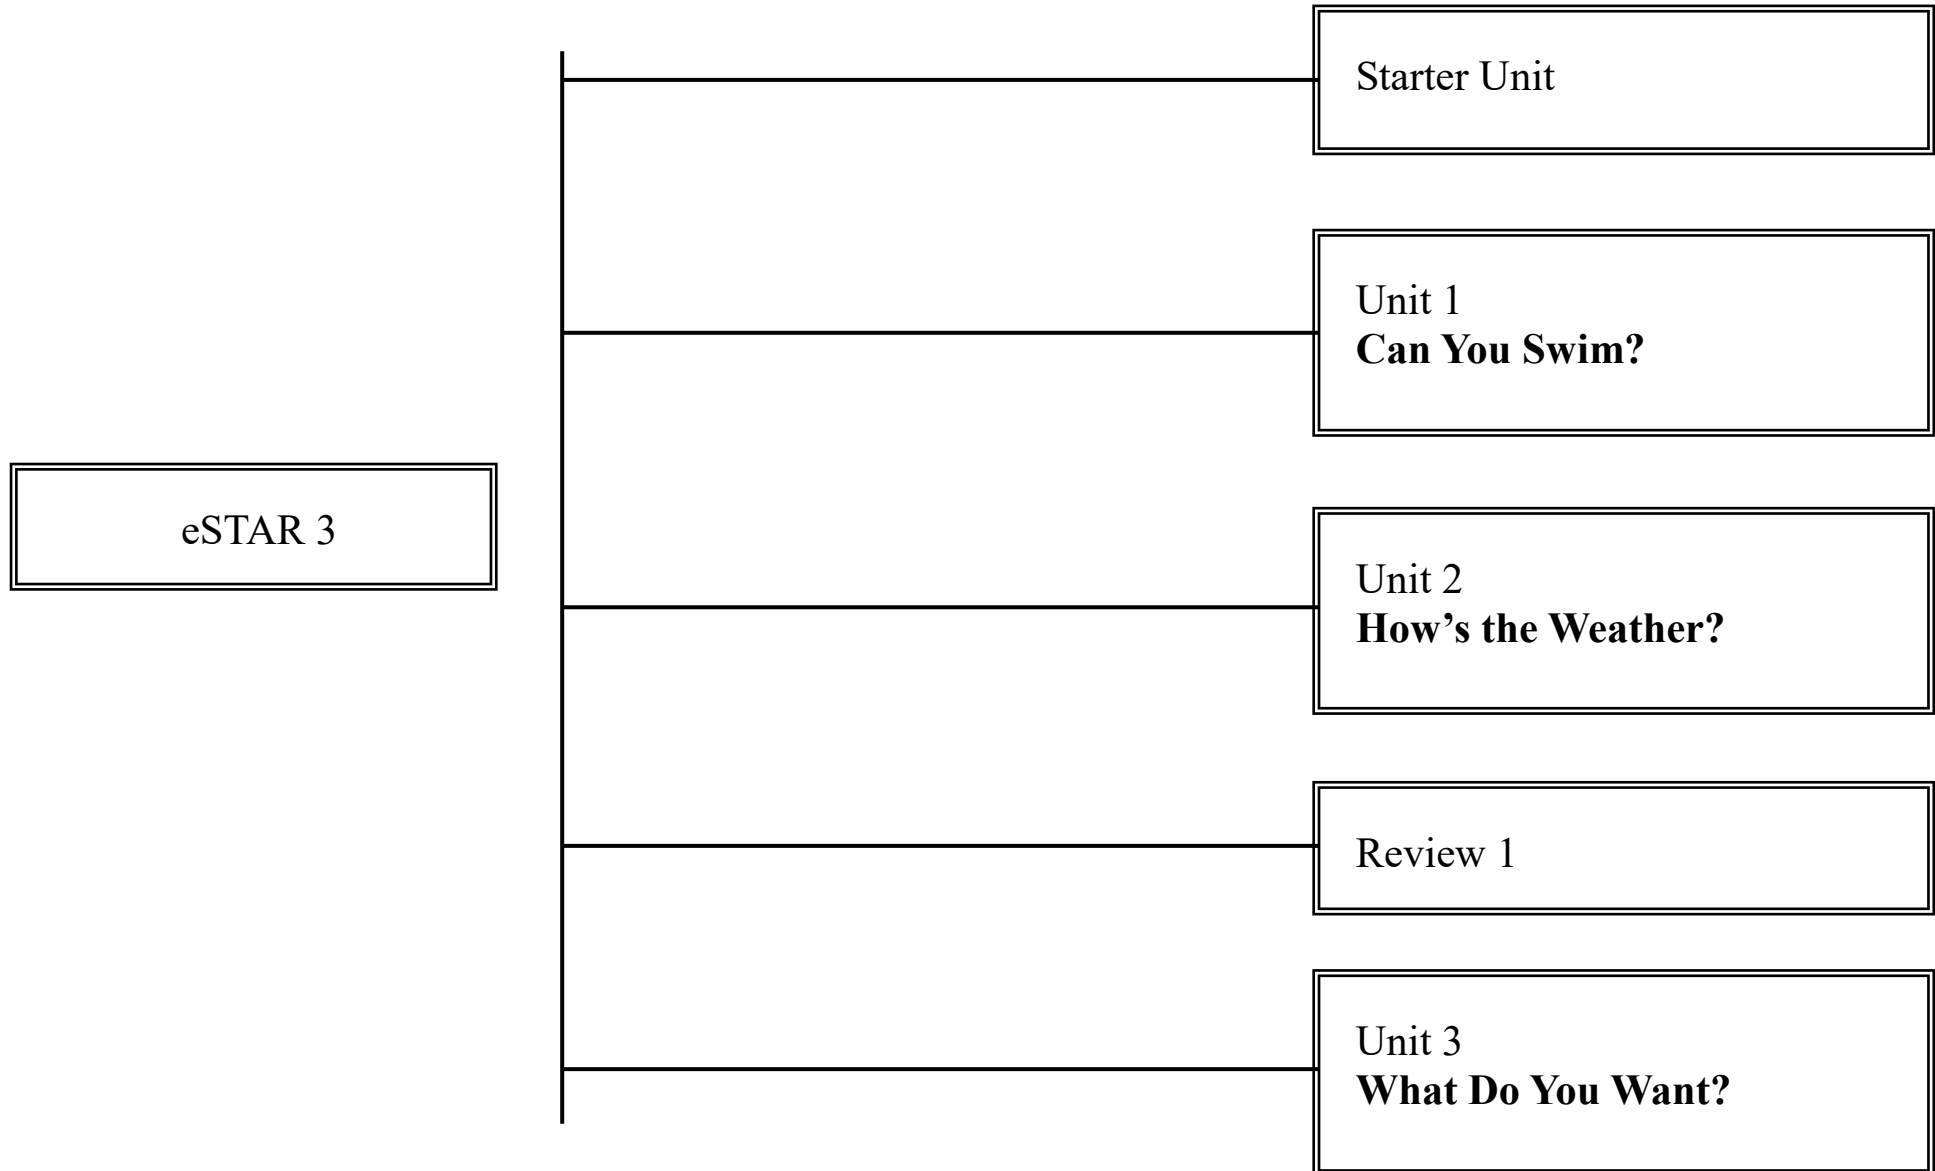 Starter Unit
Unit 1
Can You Swim?
eSTAR 3
Unit 2
How’s the Weather?
Review 1
Unit 3
What Do You Want?